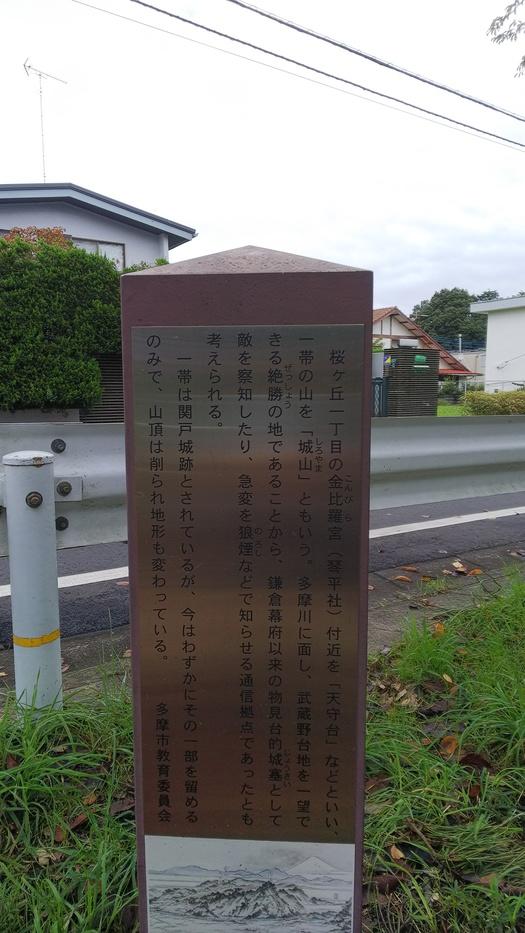 桜ヶ丘一丁目の金比羅宮（琴平社）付近を「天守台」などといい、
一帯の山を「城山」ともいう。多摩川に面し、武蔵野台地を一望で
きる絶勝の地であることから、鎌倉幕府以来の物見台的城塞として
敵を察知したり、急変を狼煙などで知らせる通信拠点であったとも
考えられる。
一帯は関戸城跡とされているが、今はわずかにその一部を留める
のみで、山頂は削られ地形も変わっている。　多摩市教育委員会